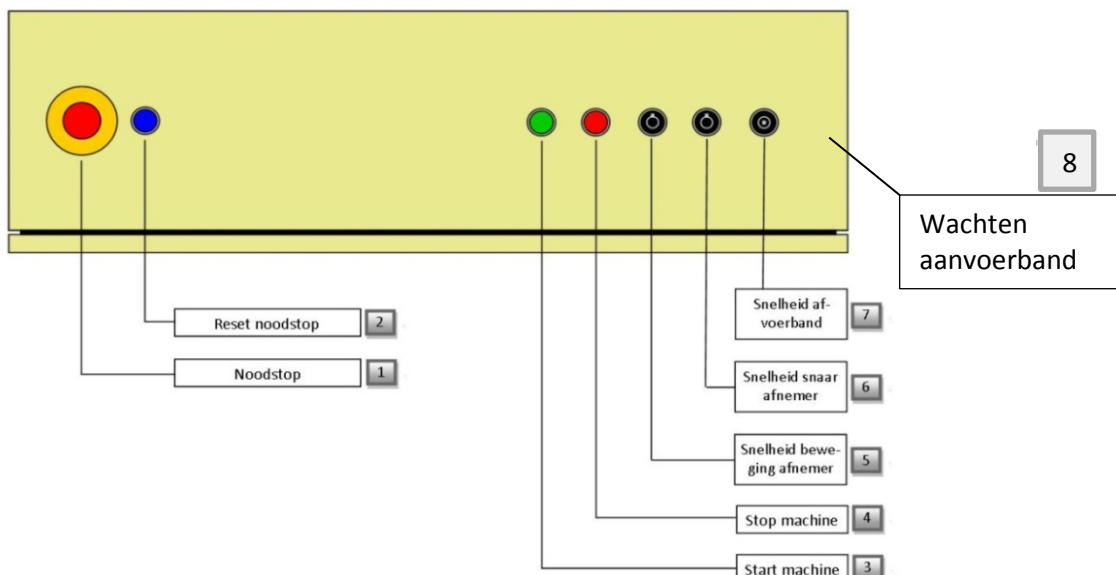 8
Wachten
aanvoerband
Snelheid af-
voerband
7
Reset noodstop
2
Noodstop
1
Snelheid snaar
afnemer
6
Snelheid bewe-
ging afnemer
5
Stop machine
4
Start machine
3